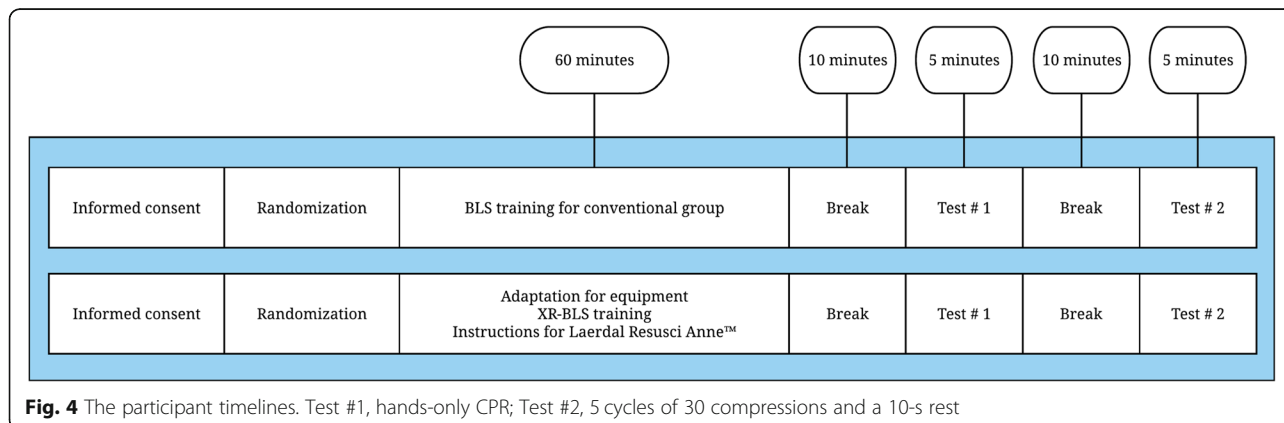 60 minutes
10 minutes
5 minutes
10 minutes
5 minutes
Informed consent
Randomization
BLS training for conventional group
Break
Test # 1
Break
Test # 2
Informed consent
Randomization
Adaptation for equipment
XR-BLS training
Instructions for Laerdal Resusci Anne™
Break
Test # 1
Break
Test # 2
Fig. 4 The participant timelines. Test #1, hands-only CPR; Test #2, 5 cycles of 30 compressions and a 10-s rest